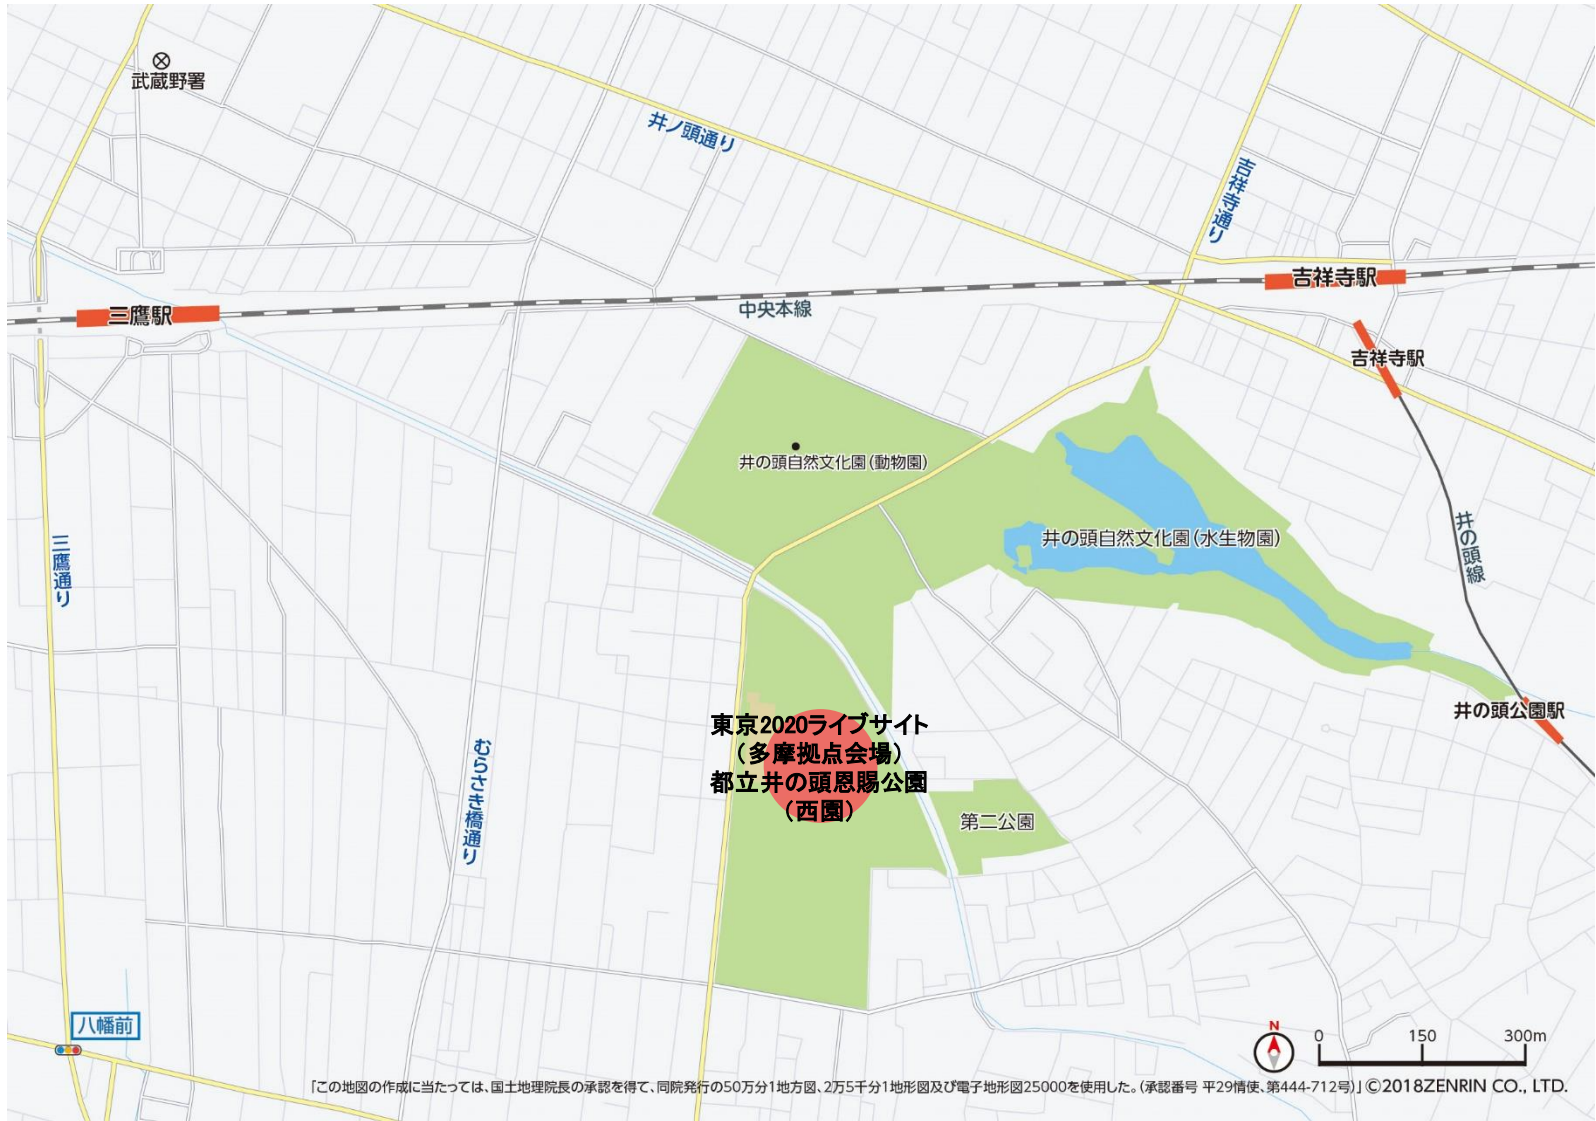 武蔵野署
井ノ頭通り
吉祥寺通り
吉祥寺駅
三鷹駅
中央本線
吉祥寺駅
井の頭自然文化園(動物園)
井の頭自然文化園(水生物園)
井の頭線
三鷹通り
井の頭公園駅
東京2020ライブサイト
(多摩拠点会場)
都立井の頭恩賜公園
(西園)
むらさき橋通り
第二公園
八幡前
N
0 150 300m
「この地図の作成に当たっては、国土地理院長の承認を得て、同院発行の50万分1地方図、2万5千分1地形図及び電子地形図25000を使用した。(承認番号 平29情使、第444-712号)」 ©2018ZENRIN CO., LTD.